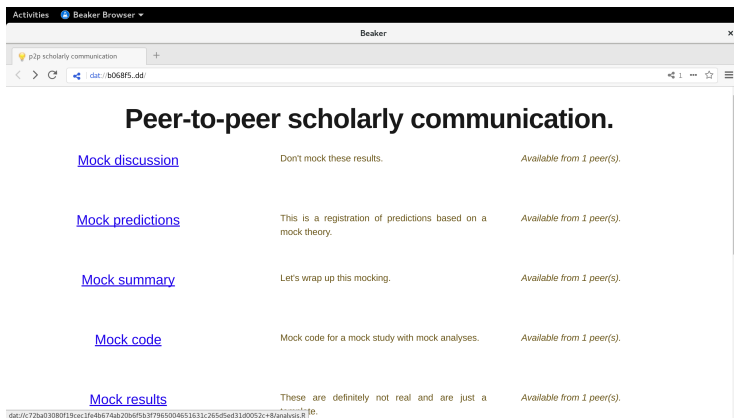 Activities Beaker Browser
Beaker
p2p scholarly communication
dat://b068f5..dd/ 1
Peer-to-peer scholarly communication.
Mock discussion Don't mock these results. Available from 1 peer(s).
Mock predictions This is a registration of predictions based on a Available from 1 peer(s).
mock theory.
Mock summary Let's wrap up this mocking. Available from 1 peer(s).
Mock code Mock code for a mock study with mock analyses. Available from 1 peer(s).
Mock results These are definitely not real and are just a Available from 1 peer(s).
dat://c72ba03080f19cec1fe4b674ab20b6f5b3f7965004651631c265d5ed31d0052c+8/analysis.R